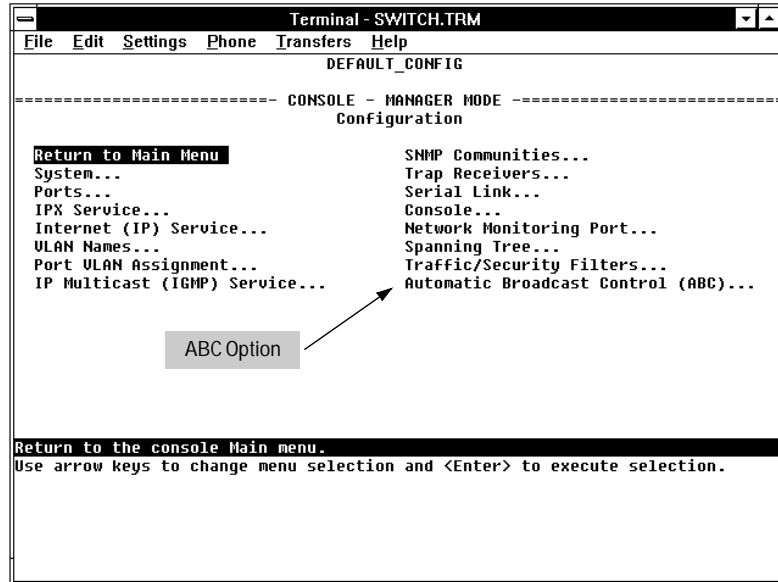 Terminal - SWITCH.TRM
File Edit Settings Phone Transfers Help
DEFAULT_CONFIG
==========================- CONSOLE - MANAGER MODE -===========================
Configuration
Return to Main Menu
System...
Ports...
IPX Service...
Internet (IP) Service...
VLAN Names...
Port VLAN Assignment...
IP Multicast (IGMP) Service...
SNMP Communities...
Trap Receivers...
Serial Link...
Console...
Network Monitoring Port...
Spanning Tree...
Traffic/Security Filters...
Automatic Broadcast Control (ABC)...
ABC Option
Return to the console Main menu.
Use arrow keys to change menu selection and <Enter> to execute selection.